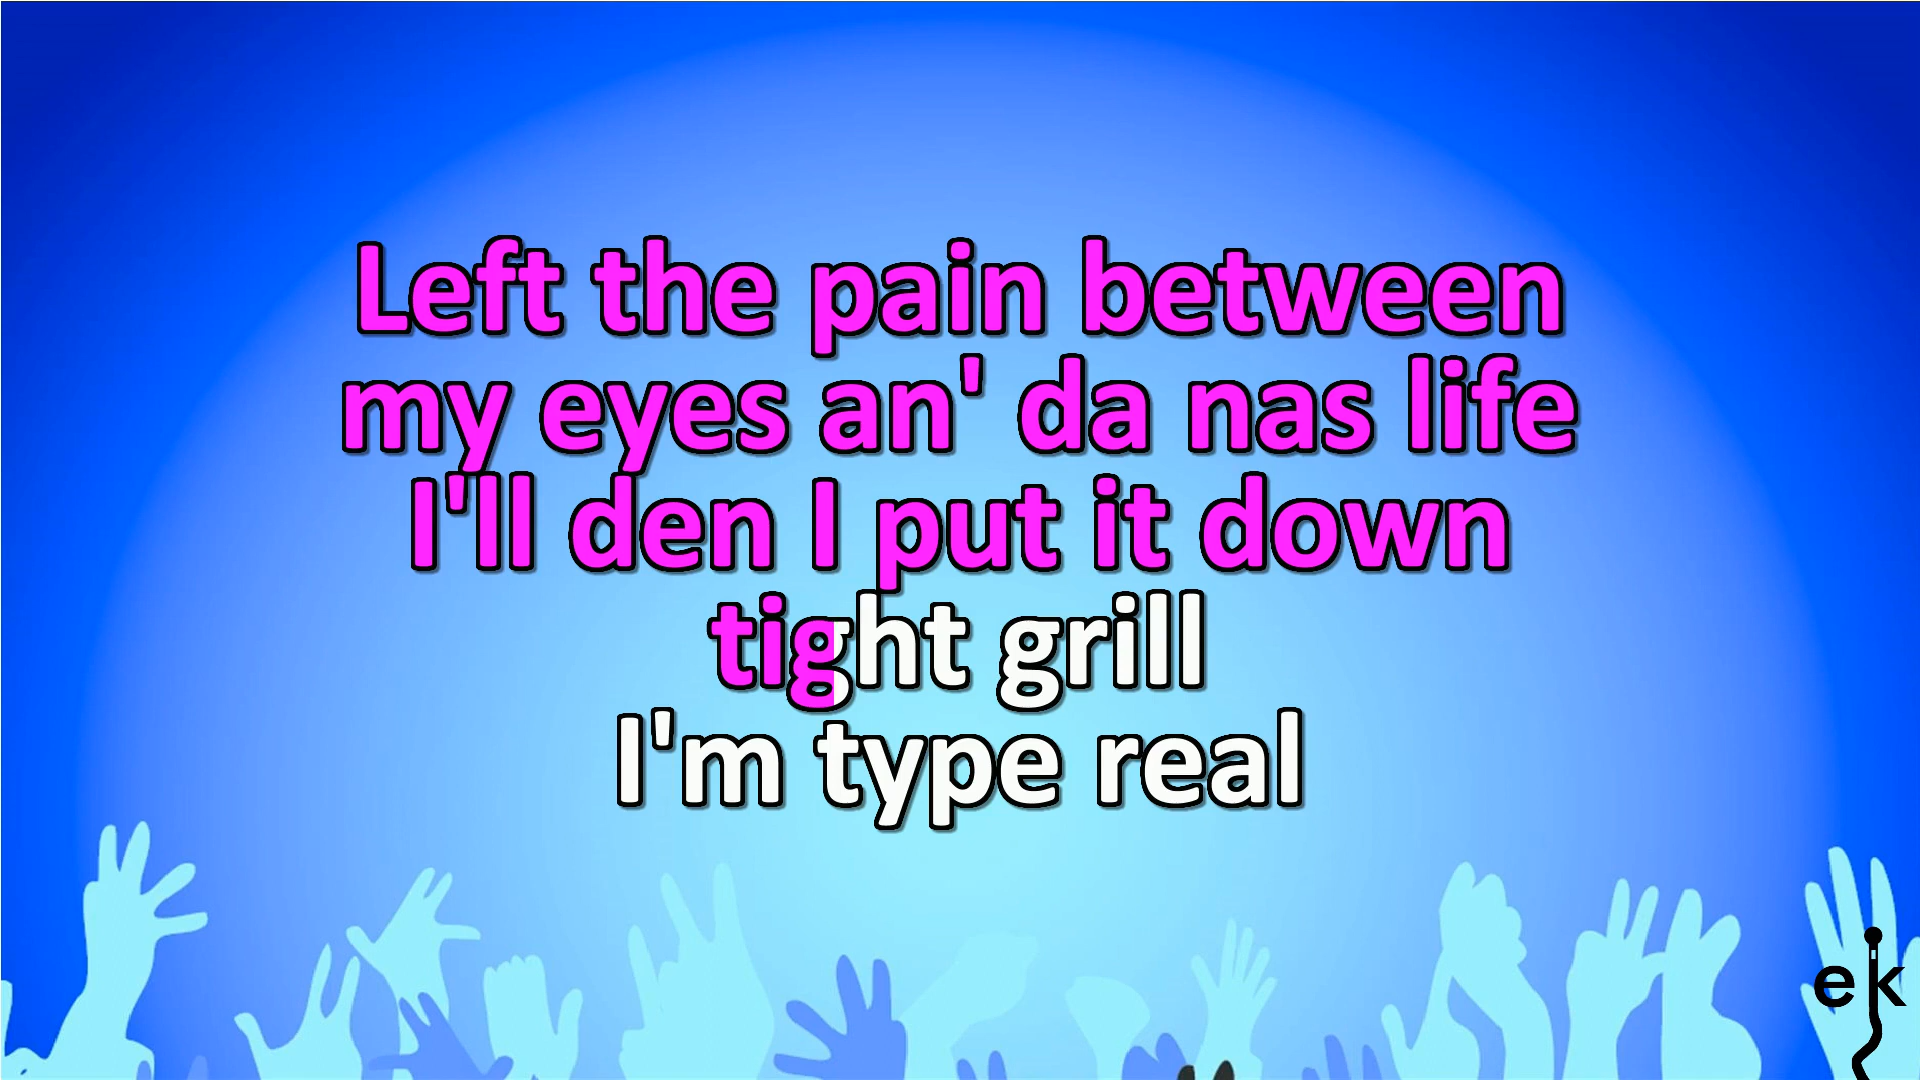 Left the pain between
my eyes an' da nas life
I'll den I put it down
tight grill
I'm type real
ek